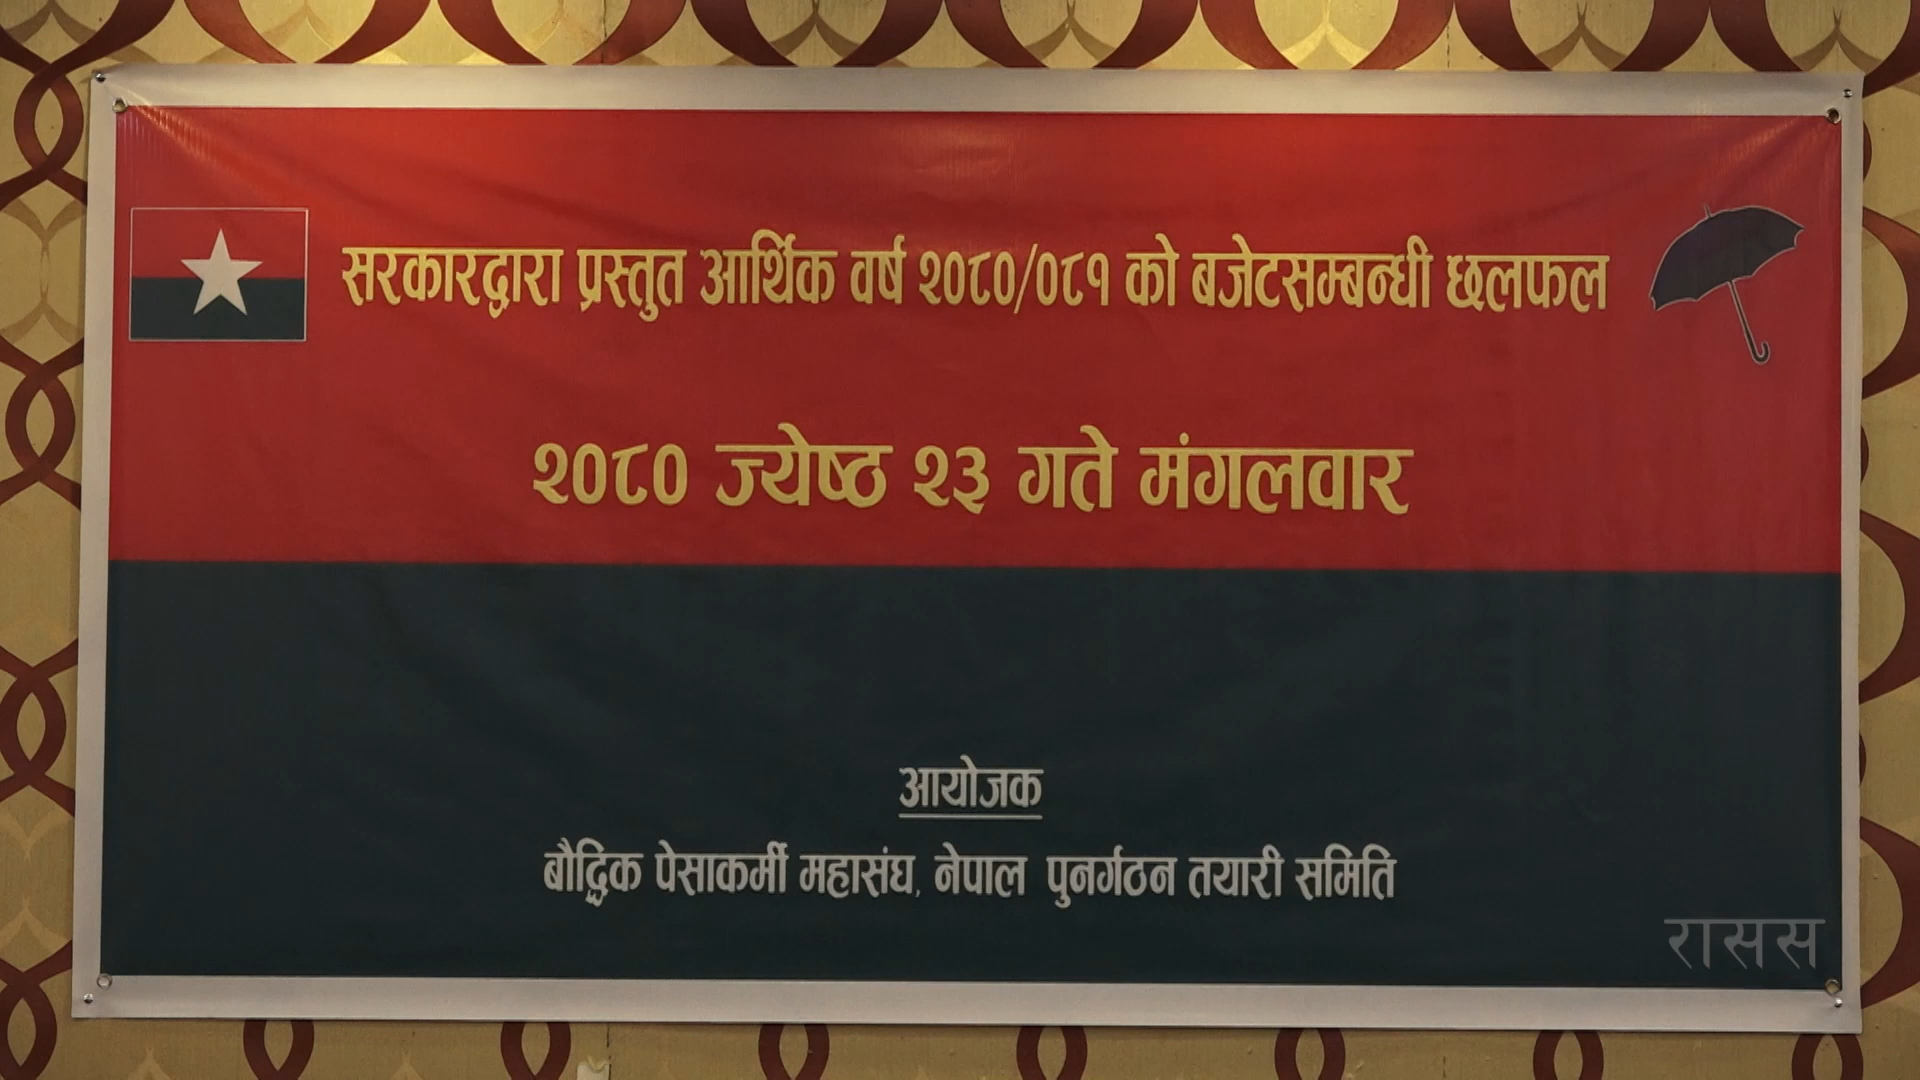 सरकारद्वारा प्रस्तुत आर्थिक वर्ष २०८०/०८१ को बजेटसम्बन्धी छलफल
२०८० ज्येष्ठ २३ गते मंगलवार
आयोजक
बौद्धिक पेसाकर्मी महासंघ, नेपाल पुनर्गठन तयारी समिति
रासस